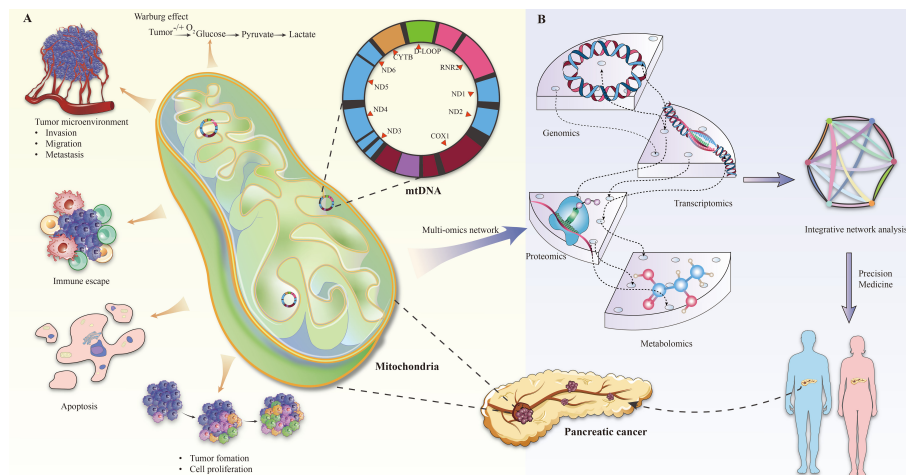 A
Warburg effect
-/+ O2
Tumor Glucose Pyruvate Lactate
Tumor microenvironment
• Invasion
• Migration
• Metastasis
Immune escape
Apoptosis
• Tumor fomation
• Cell proliferation
D-LOOP
CYTB
RNR2
ND6
ND5
ND1
ND4
ND2
ND3
COX1
mtDNA
Mitochondria
Multi-omics network
Pancreatic cancer
B
Genomics
Transcriptomics
Proteomics
Metabolomics
Integrative network analysis
Precision
Medicine